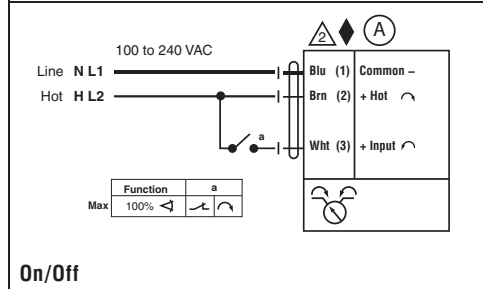 2 A
100 to 240 VAC
Line N L1 Blu (1) Common –
Hot H L2 Brn (2) + Hot
a Wht (3) + Input
Function a
Max 100%
On/Off